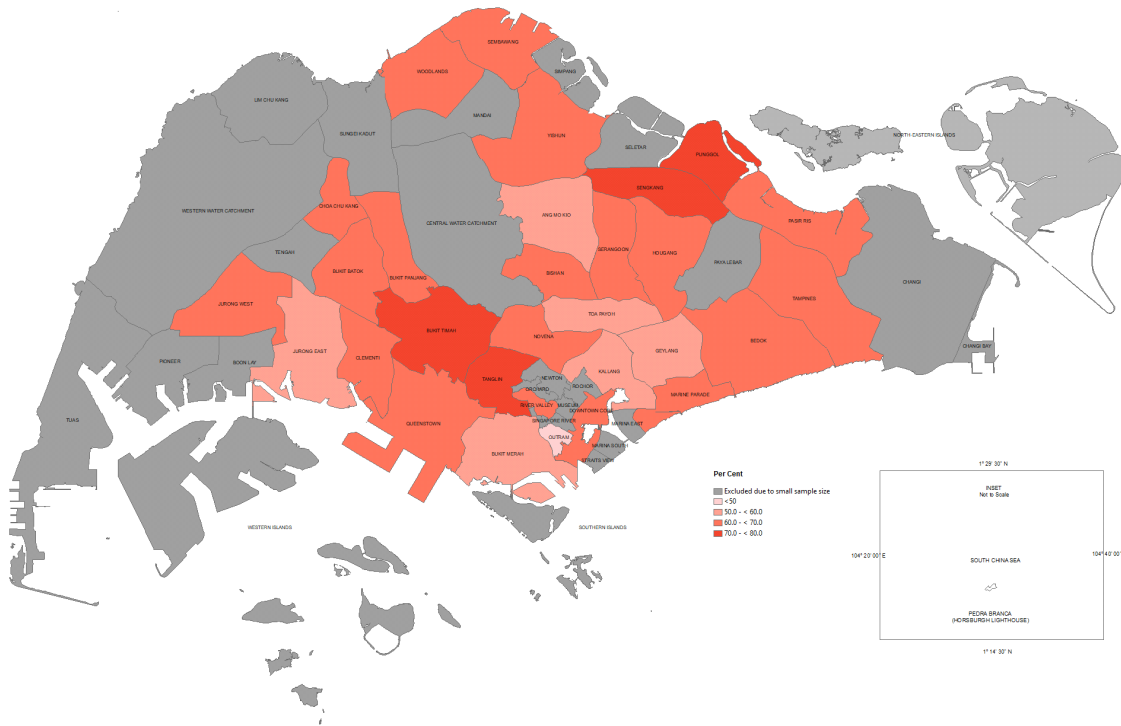 SEMBAWANG
WOODLANDS
SIMPANG
LIM CHU KANG
MANDAI
SUNGEI KADUT
YISHUN
SELETAR
NORTH-EASTERN ISLANDS
PUNGGOL
SENGKANG
WESTERN WATER CATCHMENT
CHOA CHU KANG
ANG MO KIO
PASIR RIS
CENTRAL WATER CATCHMENT
TENGAH
SERANGOON
HOUGANG
PAYA LEBAR
BUKIT BATOK
BUKIT PANJANG
BISHAN
CHANGI
JURONG WEST
TAMPINES
TOA PAYOH
BUKIT TIMAH
NOVENA
BEDOK
CHANGI BAY
JURONG EAST
GEYLANG
PIONEER
BOON LAY
CLEMENTI
KALLANG
TANGLIN
NEWTON
ORCHARD
ROCHOR
MARINE PARADE
RIVER VALLEY
MUSEUM
DOWNTOWN CORE
TUAS
QUEENSTOWN
SINGAPORE RIVER
MARINA EAST
OUTRAM
MARINA SOUTH
BUKIT MERAH
STRAITS VIEW
WESTERN ISLANDS
SOUTHERN ISLANDS
Per Cent
Excluded due to small sample size
<50
50.0 - < 60.0
60.0 - < 70.0
70.0 - < 80.0
1° 29' 30" N
INSET
Not to Scale
104° 20' 00" E
SOUTH CHINA SEA
104° 40' 00"
PEDRA BRANCA
(HORSBURGH LIGHTHOUSE)
1° 14' 30" N